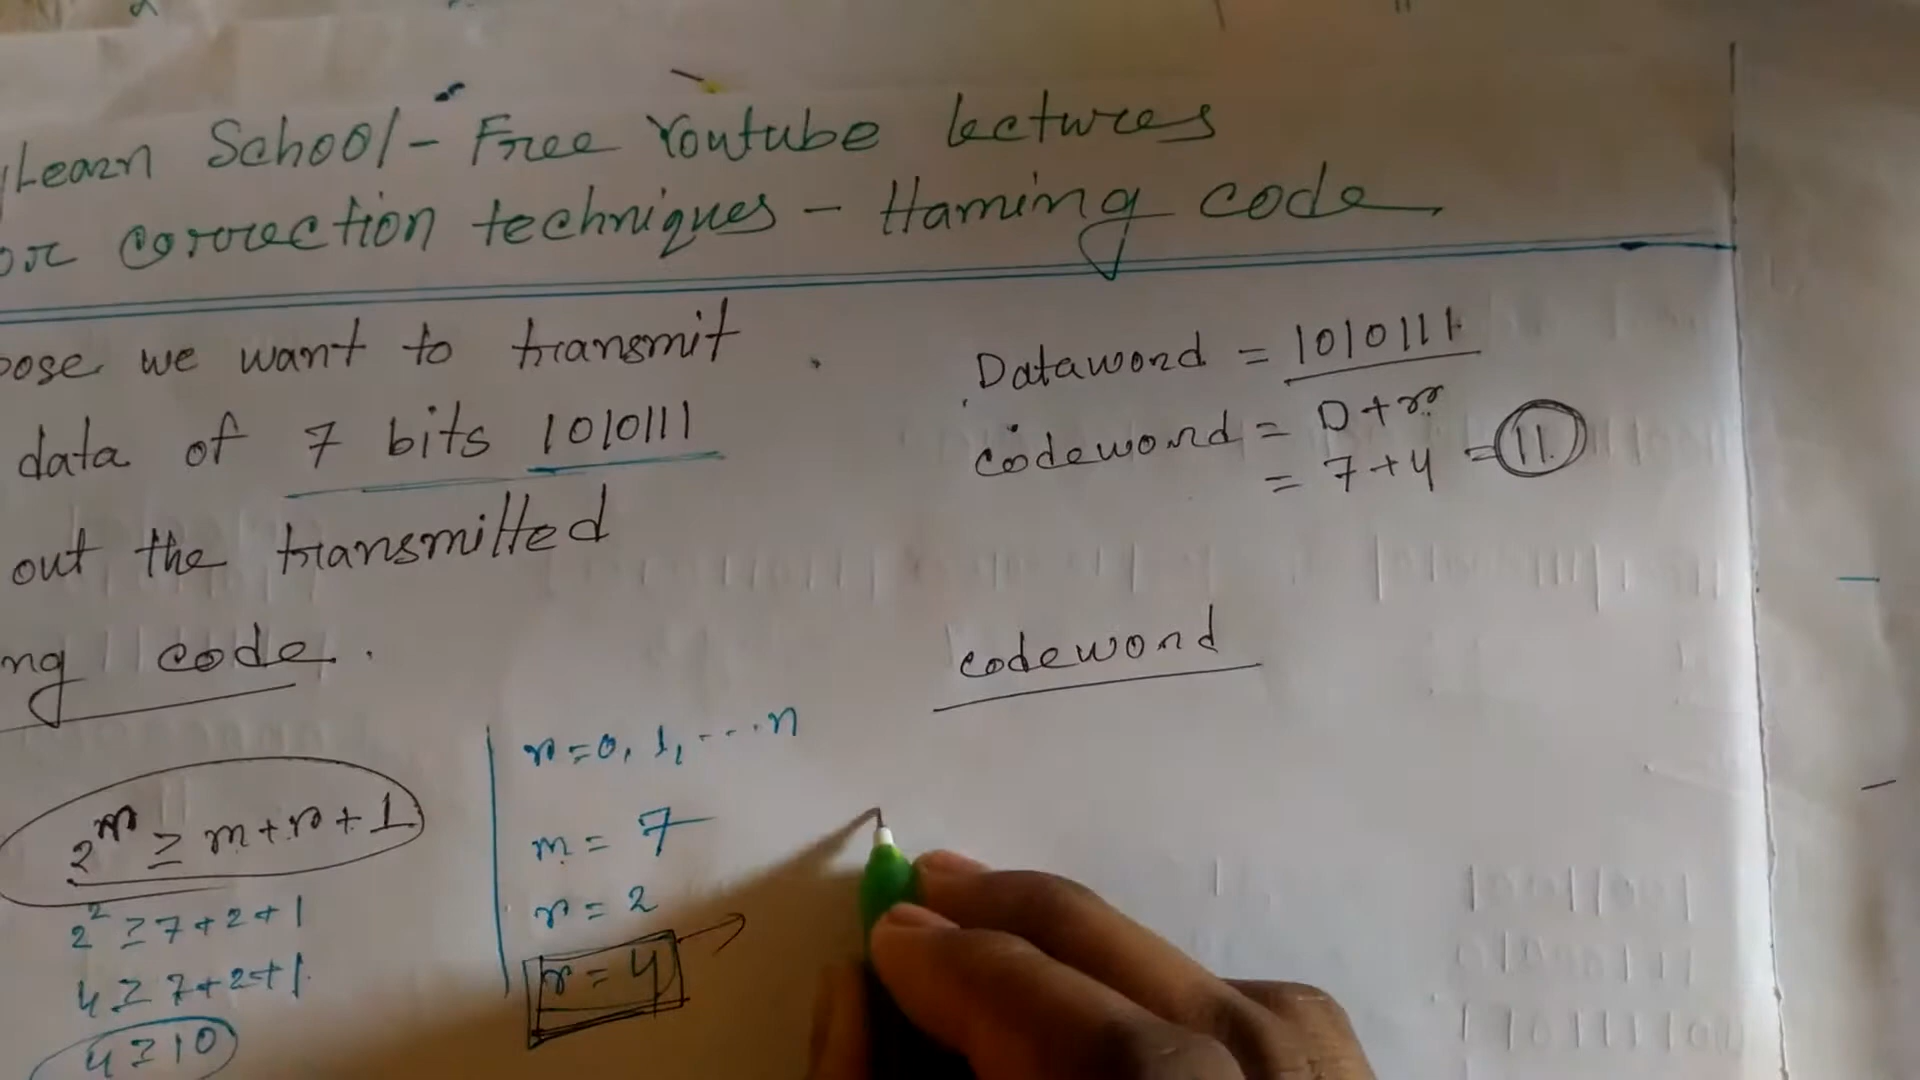 Learn School - Free Youtube lectures
correction techniques - Haming code.
we want to transmit
data of 7 bits 1010111
out the transmitted
ng code.
Dataword = 1010111
codeword = D + r
= 7 + 4 = 11
codeword
r = 0, 1, ... n
m = 7
r = 2
r = 4
2^r ≥ m + r + 1
2^2 ≥ 7 + 2 + 1
4 ≥ 7 + 2 + 1
4 ≥ 10